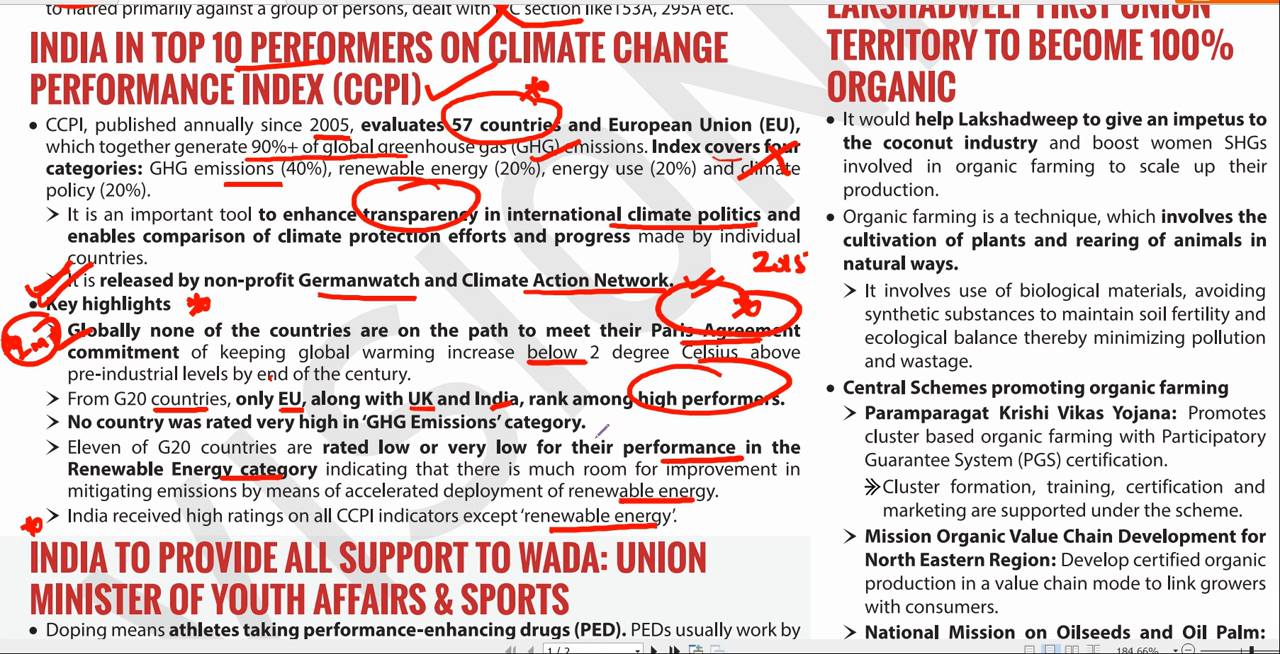 to hatred primarily against a group of persons, dealt with C section like153A, 295A etc.
INDIA IN TOP 10 PERFORMERS ON CLIMATE CHANGE
PERFORMANCE INDEX (CCPI)
• CCPI, published annually since 2005, evaluates 57 countries and European Union (EU),
which together generate 90%+ of global greenhouse gas (GHG) emissions. Index covers four
categories: GHG emissions (40%), renewable energy (20%), energy use (20%) and climate
policy (20%).
➢ It is an important tool to enhance transparency in international climate politics and
enables comparison of climate protection efforts and progress made by individual
countries.
2015
It is released by non-profit Germanwatch and Climate Action Network.
• Key highlights
Globally none of the countries are on the path to meet their Paris Agreement
commitment of keeping global warming increase below 2 degree Celsius above
pre-industrial levels by end of the century.
➢ From G20 countries, only EU, along with UK and India, rank among high performers.
➢ No country was rated very high in ‘GHG Emissions’ category.
➢ Eleven of G20 countries are rated low or very low for their performance in the
Renewable Energy category indicating that there is much room for improvement in
mitigating emissions by means of accelerated deployment of renewable energy.
➢ India received high ratings on all CCPI indicators except ‘renewable energy’.
INDIA TO PROVIDE ALL SUPPORT TO WADA: UNION
MINISTER OF YOUTH AFFAIRS & SPORTS
• Doping means athletes taking performance-enhancing drugs (PED). PEDs usually work by
LAKSHADWEEP FIRST UNION
TERRITORY TO BECOME 100%
ORGANIC
• It would help Lakshadweep to give an impetus to
the coconut industry and boost women SHGs
involved in organic farming to scale up their
production.
• Organic farming is a technique, which involves the
cultivation of plants and rearing of animals in
natural ways.
➢ It involves use of biological materials, avoiding
synthetic substances to maintain soil fertility and
ecological balance thereby minimizing pollution
and wastage.
• Central Schemes promoting organic farming
➢ Paramparagat Krishi Vikas Yojana: Promotes
cluster based organic farming with Participatory
Guarantee System (PGS) certification.
Cluster formation, training, certification and
marketing are supported under the scheme.
➢ Mission Organic Value Chain Development for
North Eastern Region: Develop certified organic
production in a value chain mode to link growers
with consumers.
➢ National Mission on Oilseeds and Oil Palm:
1 / 2
184.66%